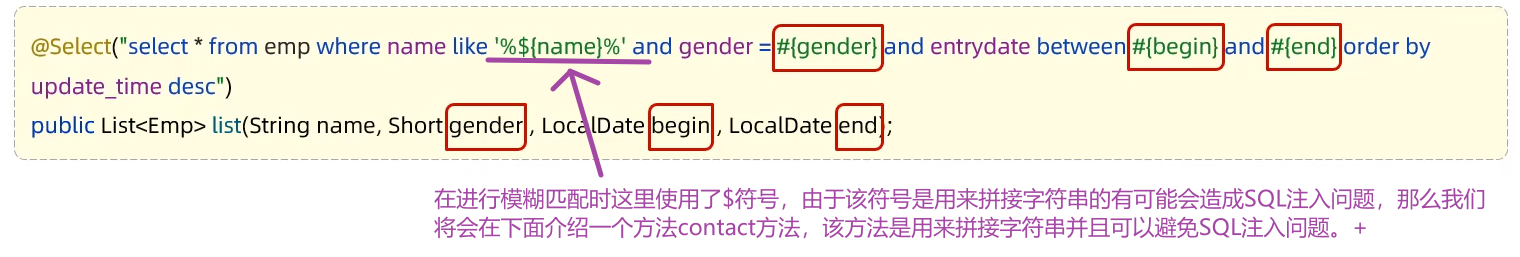 @Select("select * from emp where name like '%${name}%' and gender = #{gender} and entrydate between #{begin} and #{end} order by
update_time desc")
public List<Emp> list(String name, Short gender , LocalDate begin , LocalDate end);
在进行模糊匹配时这里使用了$符号，由于该符号是用来拼接字符串的有可能会造成SQL注入问题，那么我们
将会在下面介绍一个方法contact方法，该方法是用来拼接字符串并且可以避免SQL注入问题。+